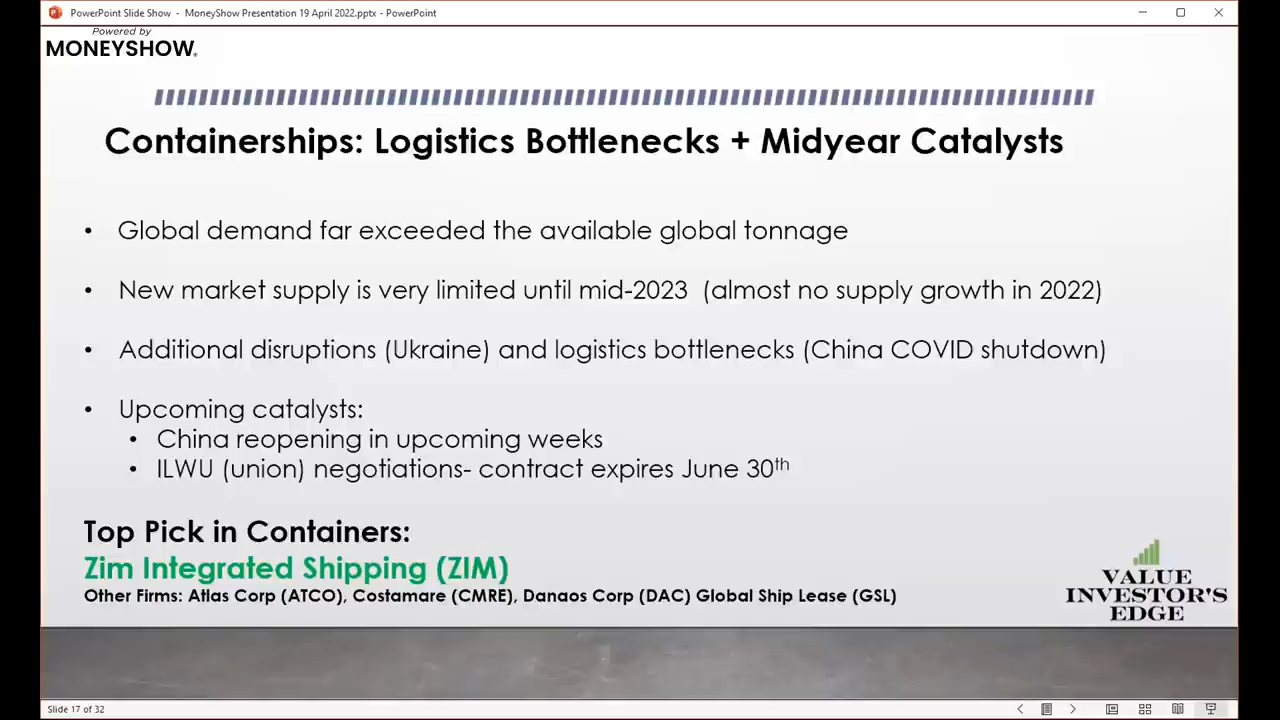 PowerPoint Slide Show - MoneyShow Presentation 19 April 2022.pptx - PowerPoint
Powered by
MONEYSHOW®
Containerships: Logistics Bottlenecks + Midyear Catalysts
• Global demand far exceeded the available global tonnage
• New market supply is very limited until mid-2023 (almost no supply growth in 2022)
• Additional disruptions (Ukraine) and logistics bottlenecks (China COVID shutdown)
• Upcoming catalysts:
• China reopening in upcoming weeks
• ILWU (union) negotiations- contract expires June 30th
Top Pick in Containers:
Zim Integrated Shipping (ZIM)
Other Firms: Atlas Corp (ATCO), Costamare (CMRE), Danaos Corp (DAC) Global Ship Lease (GSL)
VALUE
INVESTOR'S
EDGE
Slide 17 of 32